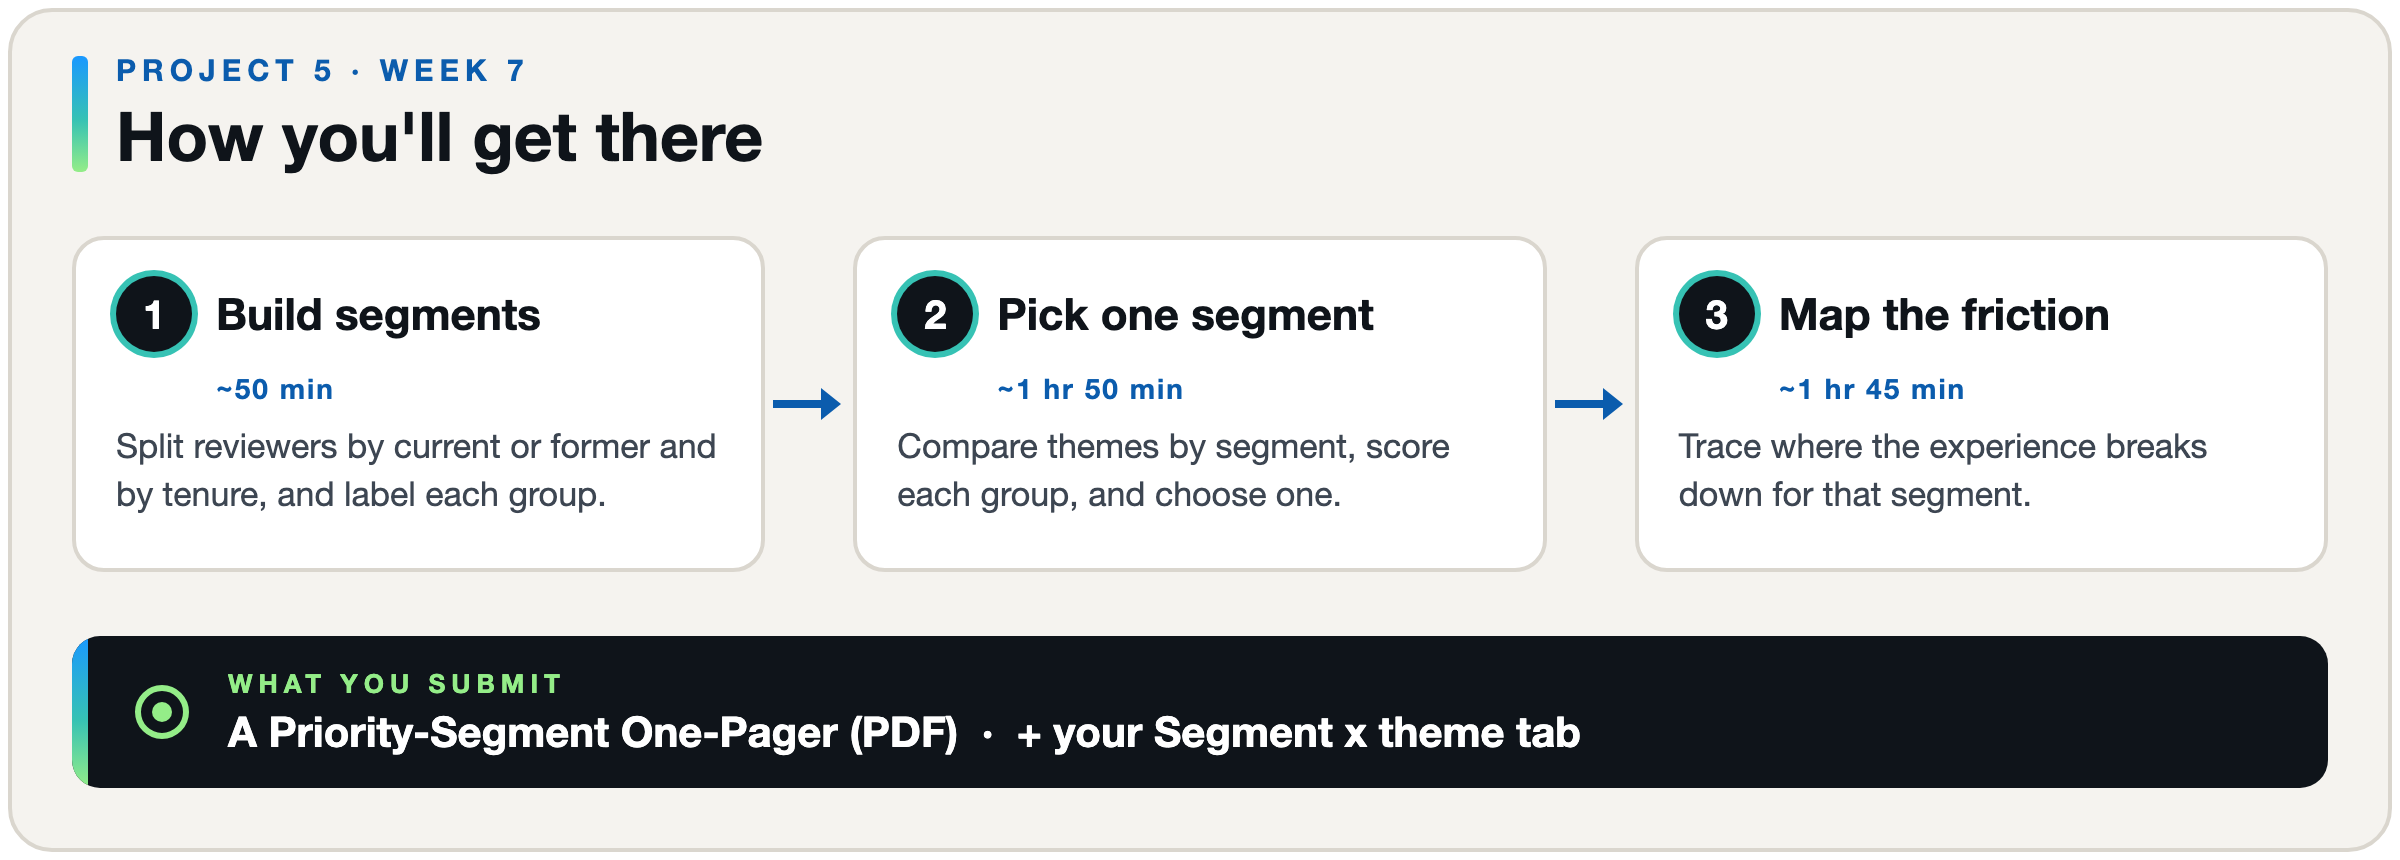 PROJECT 5 · WEEK 7
How you'll get there
1 Build segments
~50 min
Split reviewers by current or former and
by tenure, and label each group.
2 Pick one segment
~1 hr 50 min
Compare themes by segment, score
each group, and choose one.
3 Map the friction
~1 hr 45 min
Trace where the experience breaks
down for that segment.
WHAT YOU SUBMIT
A Priority-Segment One-Pager (PDF) · + your Segment x theme tab